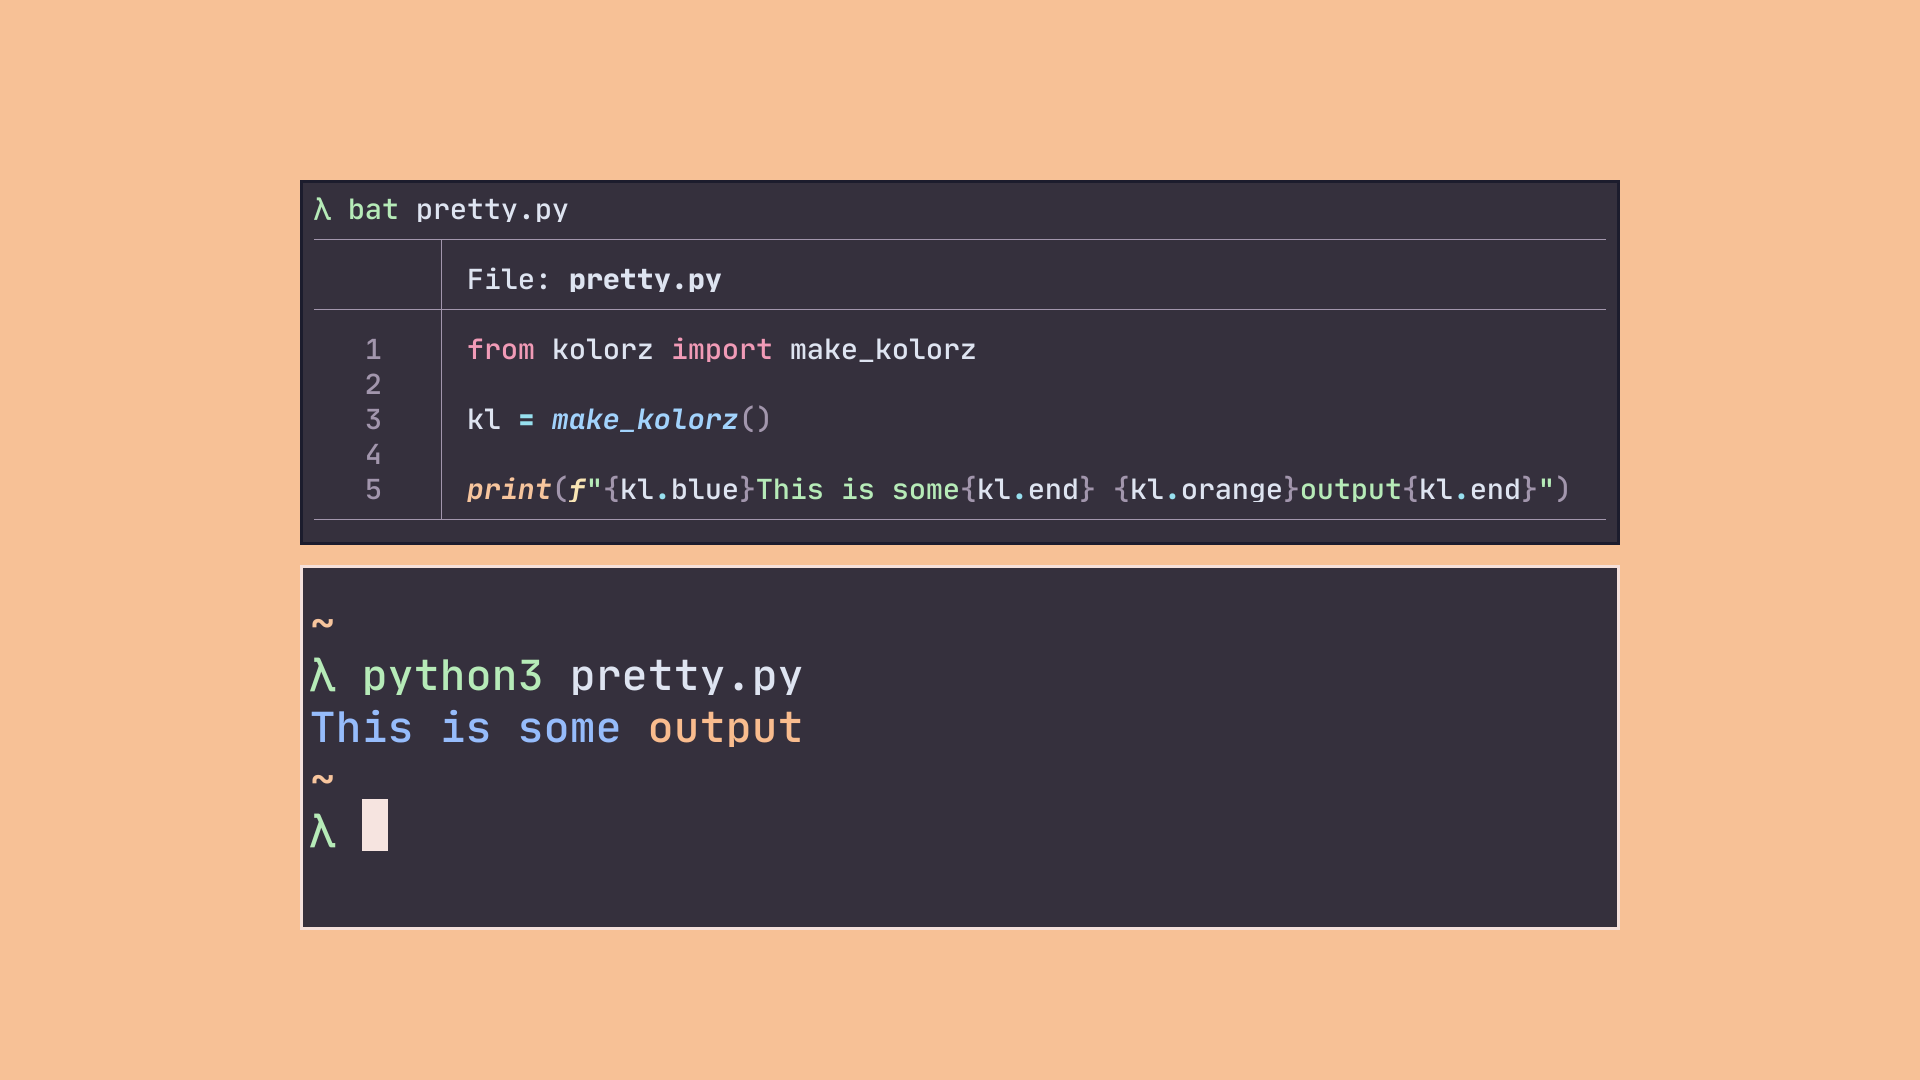 λ bat pretty.py
File: pretty.py
1 from kolorz import make_kolorz
2
3 kl = make_kolorz()
4
5 print(f"{kl.blue}This is some{kl.end} {kl.orange}output{kl.end}")
~
λ python3 pretty.py
This is some output
~
λ